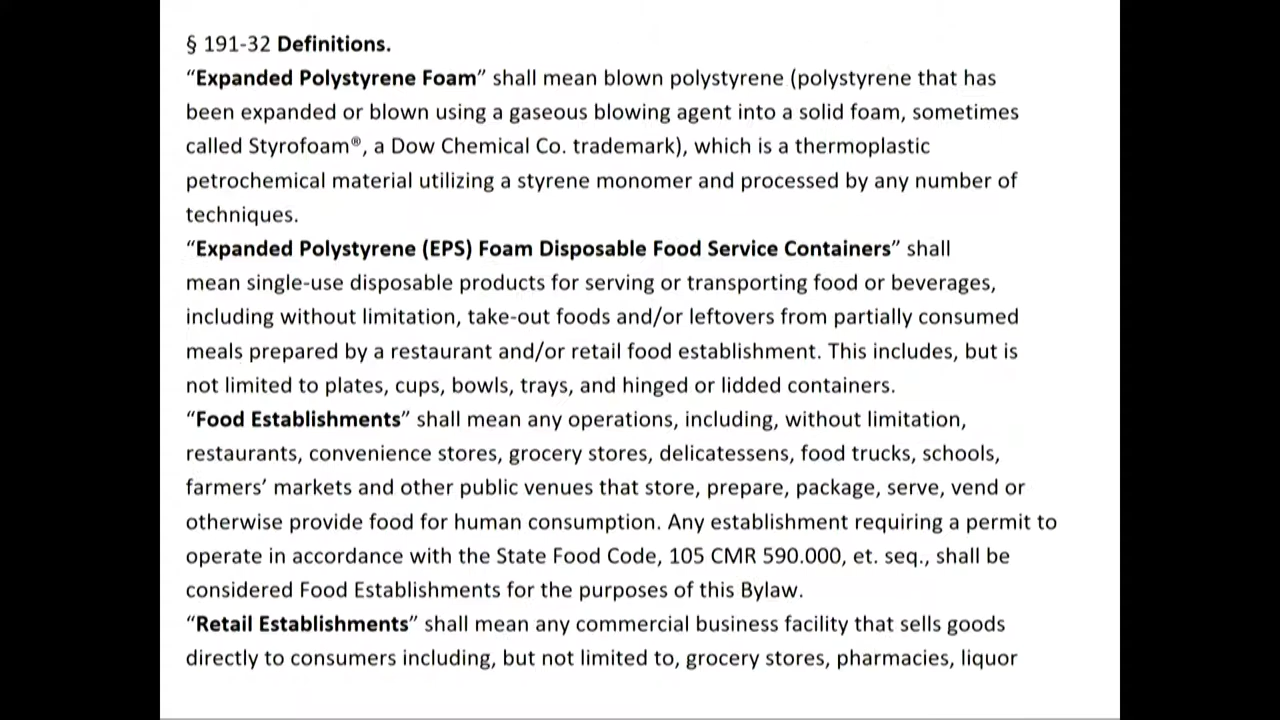 § 191-32 Definitions.
“Expanded Polystyrene Foam” shall mean blown polystyrene (polystyrene that has
been expanded or blown using a gaseous blowing agent into a solid foam, sometimes
called Styrofoam®, a Dow Chemical Co. trademark), which is a thermoplastic
petrochemical material utilizing a styrene monomer and processed by any number of
techniques.
“Expanded Polystyrene (EPS) Foam Disposable Food Service Containers” shall
mean single-use disposable products for serving or transporting food or beverages,
including without limitation, take-out foods and/or leftovers from partially consumed
meals prepared by a restaurant and/or retail food establishment. This includes, but is
not limited to plates, cups, bowls, trays, and hinged or lidded containers.
“Food Establishments” shall mean any operations, including, without limitation,
restaurants, convenience stores, grocery stores, delicatessens, food trucks, schools,
farmers’ markets and other public venues that store, prepare, package, serve, vend or
otherwise provide food for human consumption. Any establishment requiring a permit to
operate in accordance with the State Food Code, 105 CMR 590.000, et. seq., shall be
considered Food Establishments for the purposes of this Bylaw.
“Retail Establishments” shall mean any commercial business facility that sells goods
directly to consumers including, but not limited to, grocery stores, pharmacies, liquor